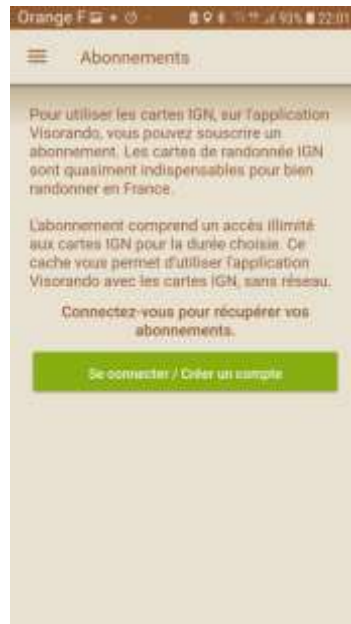 Orange F 93% 22:01
Abonnements
Pour utiliser les cartes IGN, sur l'application
Visorando, vous pouvez souscrire un
abonnement. Les cartes de randonnée IGN
sont quasiment indispensables pour bien
randonner en France.
L'abonnement comprend un accès illimité
aux cartes IGN pour la durée choisie. Ce
cache vous permet d'utiliser l'application
Visorando avec les cartes IGN, sans réseau.
Connectez-vous pour récupérer vos
abonnements.
Se connecter / Créer un compte